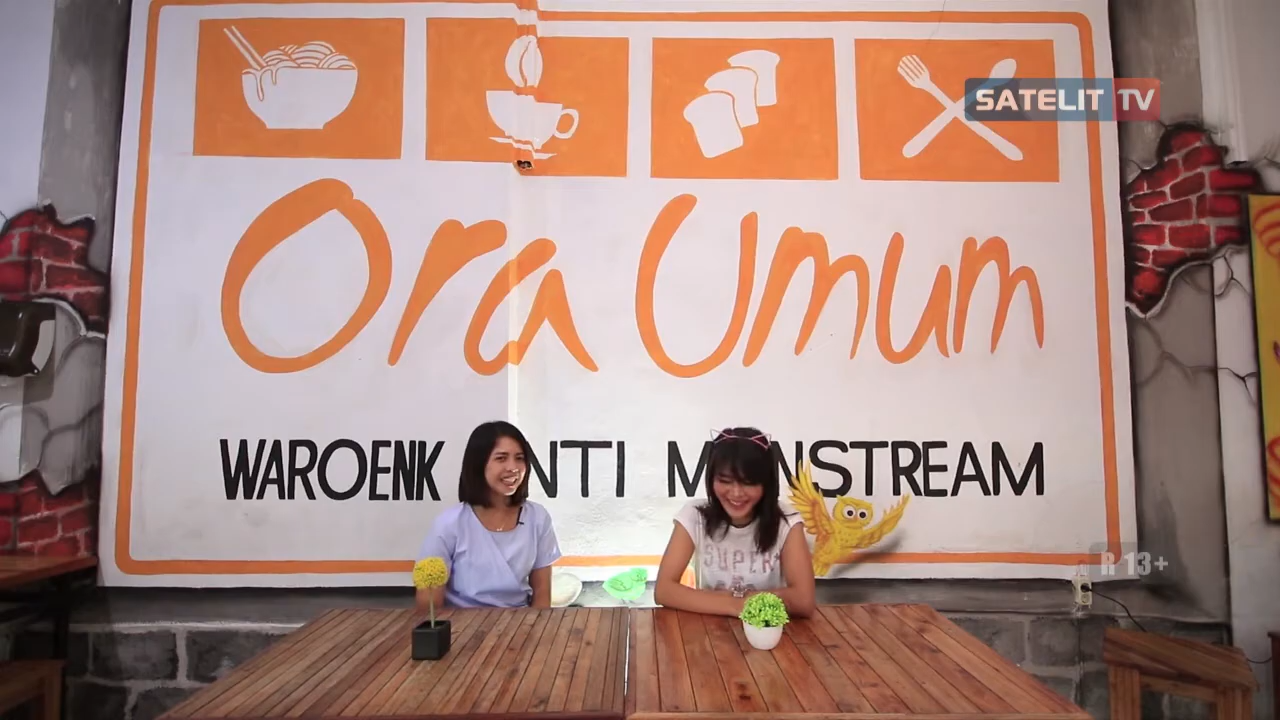 SATELIT TV
Ora Umum
WAROENK NTI M NSTREAM
SUPER
R 13+